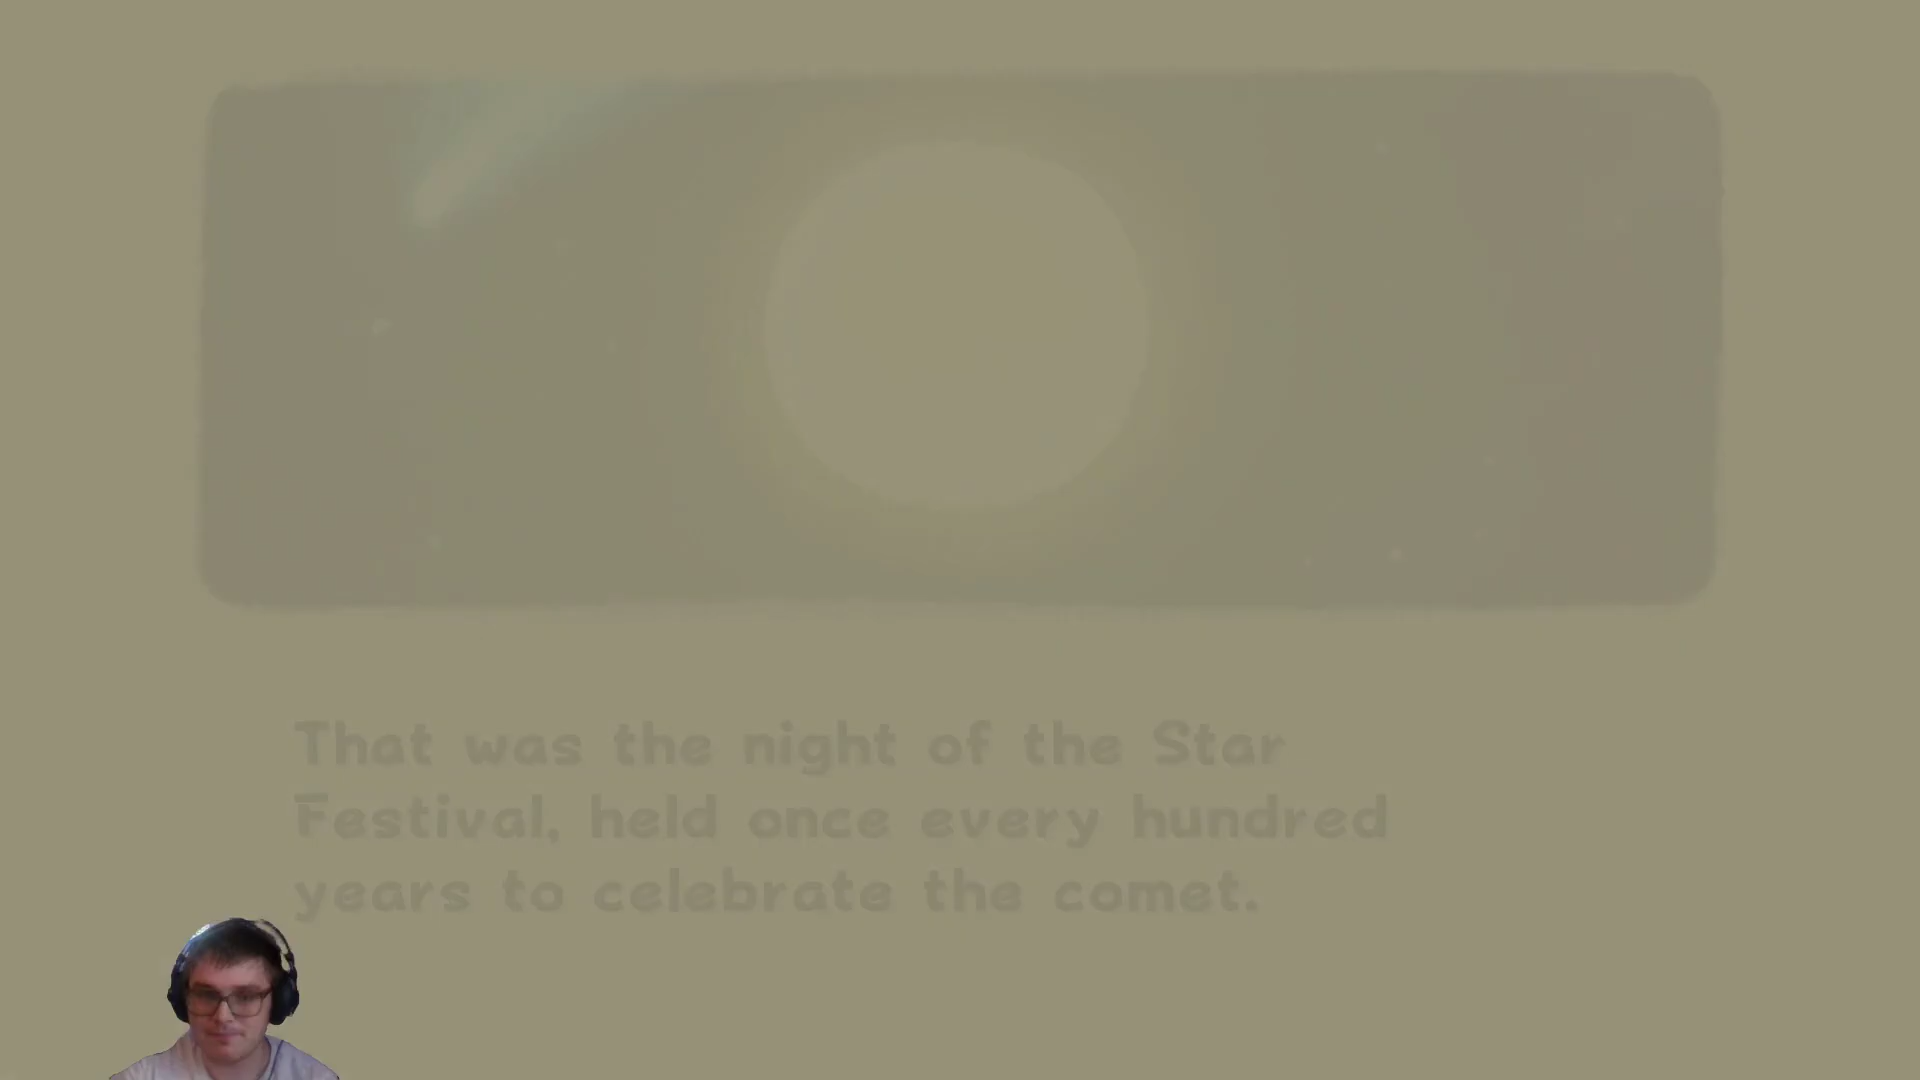 That was the night of the Star
Festival, held once every hundred
years to celebrate the comet.